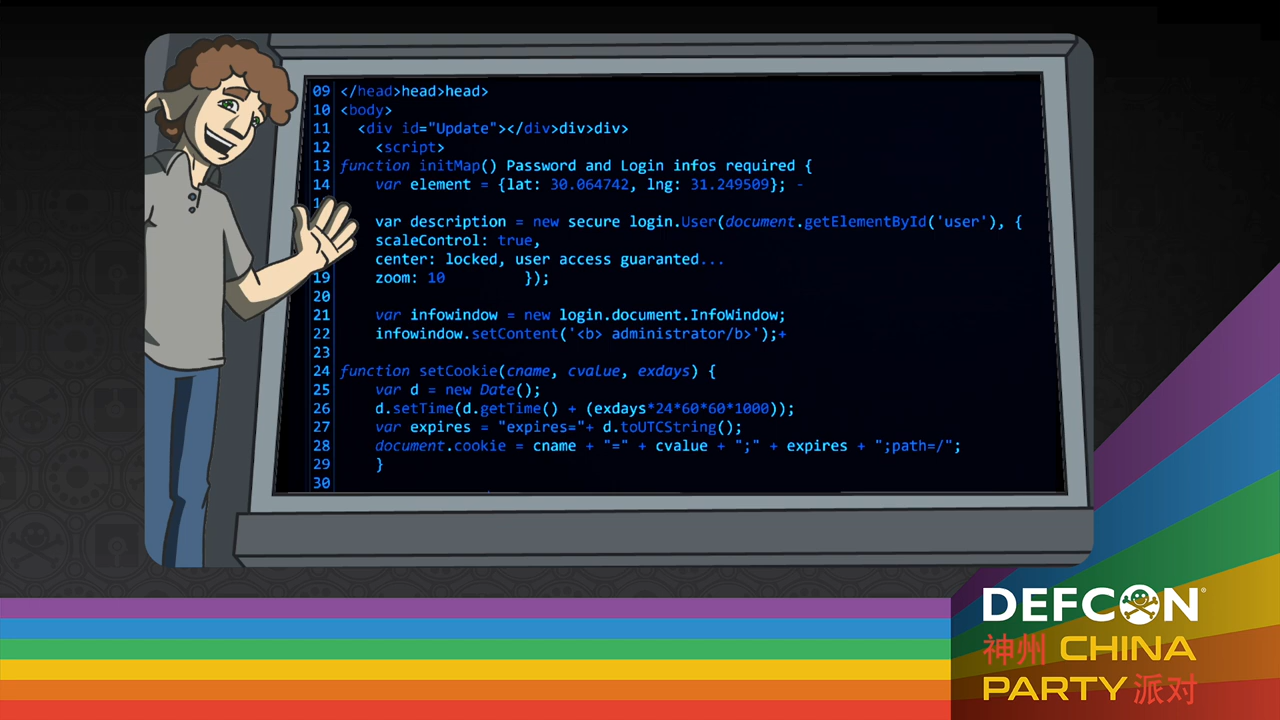 09 </head>head>head>
10 <body>
11 <div id="Update"></div>div>div>
12 <script>
13 function initMap() Password and Login infos required {
14 var element = {lat: 30.064742, lng: 31.249509}; -
var description = new secure login.User(document.getElementById('user'), {
scaleControl: true,
center: locked, user access guaranted...
19 zoom: 10 });
20
21 var infowindow = new login.document.InfoWindow;
22 infowindow.setContent('<b> administrator/b>');+
23
24 function setCookie(cname, cvalue, exdays) {
25 var d = new Date();
26 d.setTime(d.getTime() + (exdays*24*60*60*1000));
27 var expires = "expires="+ d.toUTCString();
28 document.cookie = cname + "=" + cvalue + ";" + expires + ";path=/";
29 }
30
DEFCON®
神州 CHINA
PARTY 派对